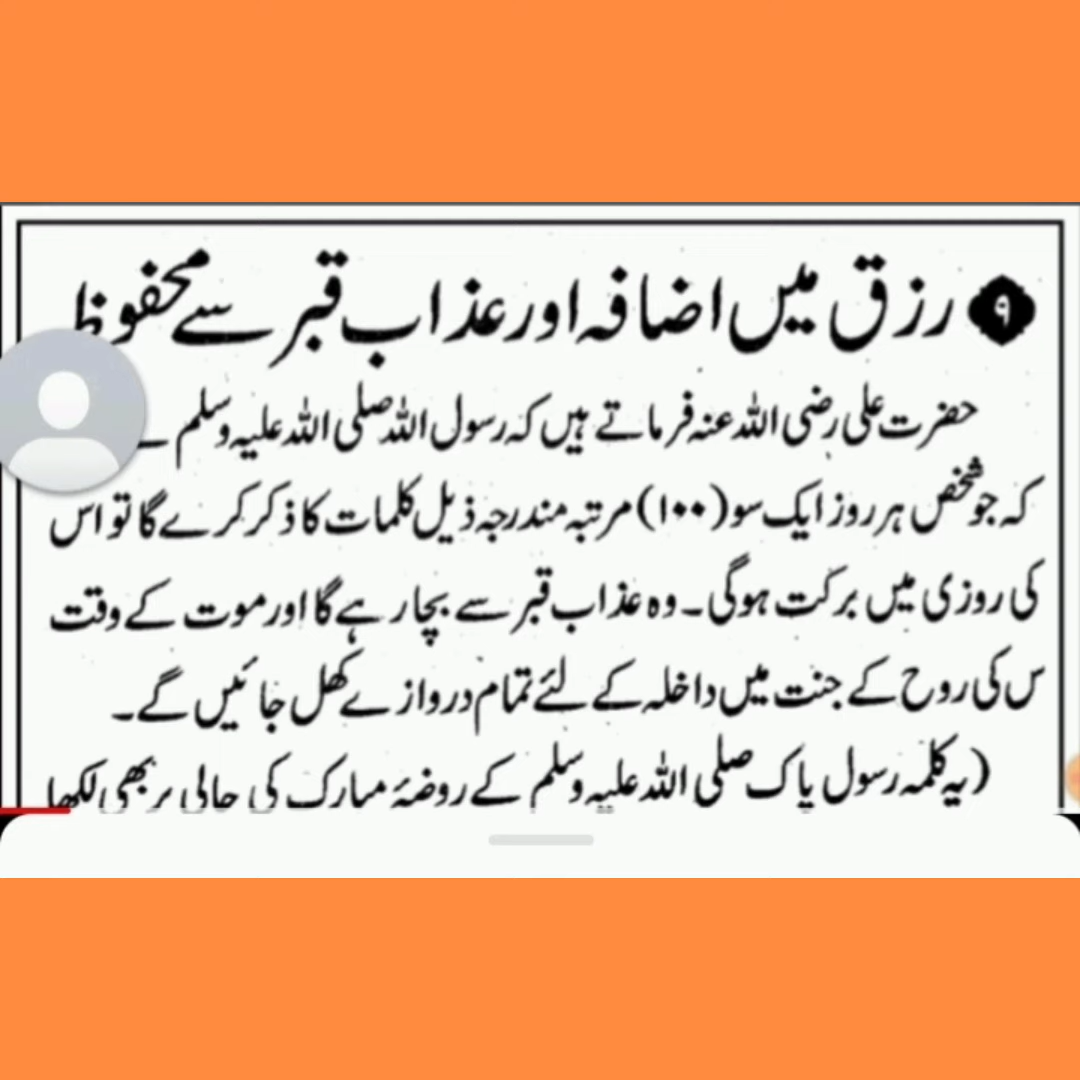 ۹ رزق میں اضافہ اور عذاب قبر سے محفوظ
حضرت علی رضی اللہ عنہ فرماتے ہیں کہ رسول اللہ صلی اللہ علیہ وسلم
کہ جو شخص ہر روز ایک سو (۱۰۰) مرتبہ مندرجہ ذیل کلمات کا ذکر کرے گا تو اس
کی روزی میں برکت ہوگی۔ وہ عذاب قبر سے بچا رہے گا اور موت کے وقت
س کی روح کے جنت میں داخلہ کے لئے تمام دروازے کھل جائیں گے۔
(یہ کلمہ رسول پاک صلی اللہ علیہ وسلم کے روضۂ مبارک کی جالی پر بھی لکھا